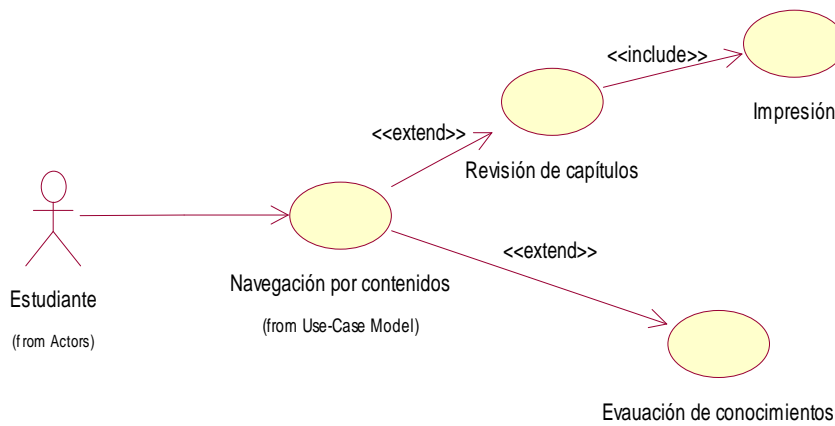 <<include>>
Impresión
<<extend>>
Revisión de capítulos
<<extend>>
Estudiante
(from Actors)
Navegación por contenidos
(from Use-Case Model)
Evauación de conocimientos